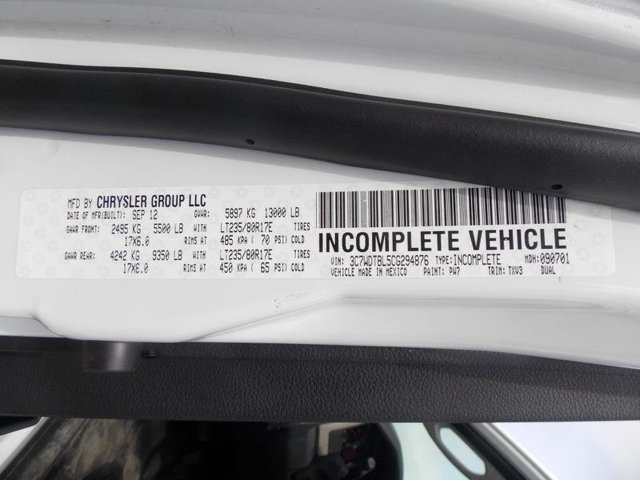 MFD BY CHRYSLER GROUP LLC
DATE OF MFR(BUILT): SEP 12 GVWR: 5897 KG 13000 LB
GAWR FRONT: 2495 KG 5500 LB WITH LT235/80R17E TIRES
17X6.0 RIMS AT 485 KPA ( 70 PSI) COLD
GAWR REAR: 4242 KG 9350 LB WITH LT235/80R17E TIRES
17X6.0 RIMS AT 450 KPA ( 65 PSI) COLD
INCOMPLETE VEHICLE
VIN: 3C7WDTBL5CG294876 TYPE: INCOMPLETE MDH: 090701
VEHICLE MADE IN MEXICO PAINT: PW7 TRIM: TXV3 DUAL